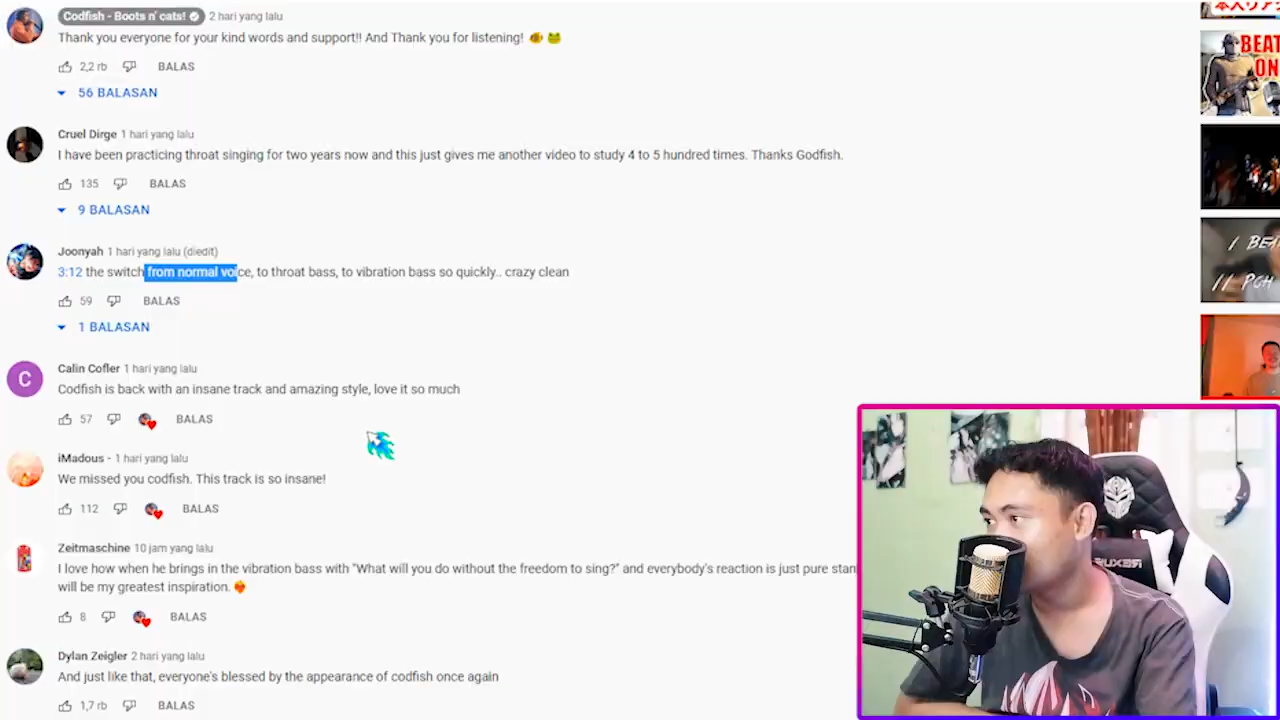 Codfish - Boots n' cats! 2 hari yang lalu
Thank you everyone for your kind words and support!! And Thank you for listening! 🐠 🐸
2,2 rb BALAS
56 BALASAN
Cruel Dirge 1 hari yang lalu
I have been practicing throat singing for two years now and this just gives me another video to study 4 to 5 hundred times. Thanks Godfish.
135 BALAS
9 BALASAN
Joonyah 1 hari yang lalu (diedit)
3:12 the switch from normal voice, to throat bass, to vibration bass so quickly.. crazy clean
59 BALAS
1 BALASAN
C
Calin Cofler 1 hari yang lalu
Codfish is back with an insane track and amazing style, love it so much
57 BALAS
iMadous - 1 hari yang lalu
We missed you codfish. This track is so insane!
112 BALAS
Zeitmaschine 10 jam yang lalu
I love how when he brings in the vibration bass with "What will you do without the freedom to sing?" and everybody's reaction is just pure stan
will be my greatest inspiration. ❤️‍🔥
8 BALAS
Dylan Zeigler 2 hari yang lalu
And just like that, everyone's blessed by the appearance of codfish once again
1,7 rb BALAS
BEAT
ON
1 BEA
// PCH